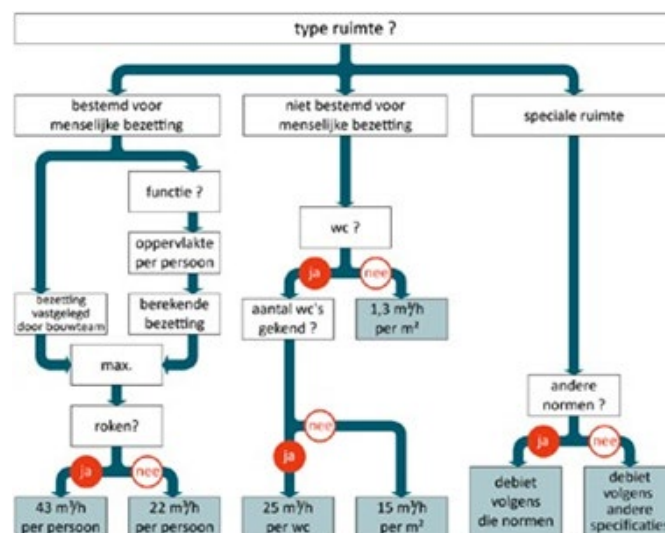 type ruimte ?
bestemd voor
menselijke bezetting
niet bestemd voor
menselijke bezetting
speciale ruimte
functie ?
wc ?
oppervlakte
per persoon
ja
nee
bezetting
vastgelegd
door bouwteam
berekende
bezetting
aantal wc's
gekend ?
1,3 m³/h
per m²
max.
andere
normen ?
roken?
nee
ja
ja
nee
ja
nee
43 m³/h
per persoon
22 m³/h
per persoon
25 m³/h
per wc
15 m³/h
per m²
debiet
volgens
die normen
debiet
volgens
andere
specificaties